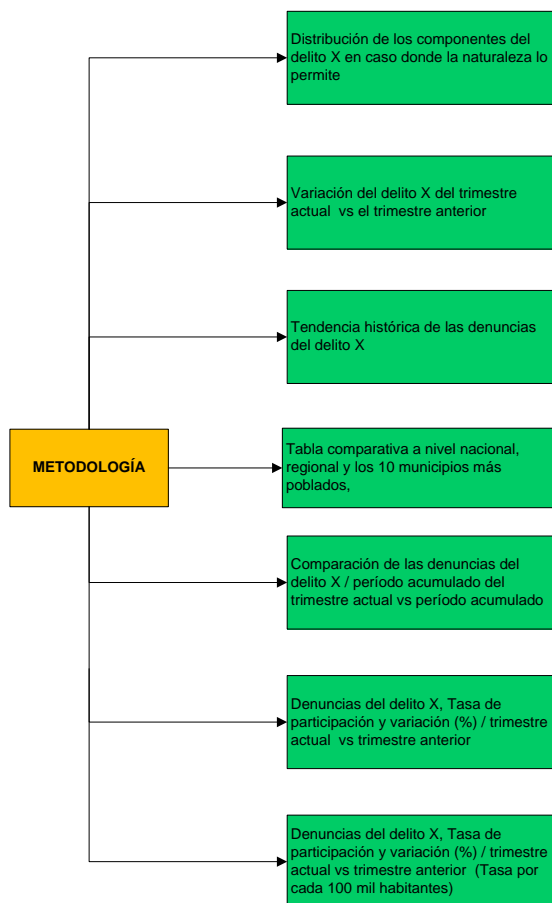 Distribución de los componentes del
delito X en caso donde la naturaleza lo
permite
Variación del delito X del trimestre
actual vs el trimestre anterior
Tendencia histórica de las denuncias
del delito X
METODOLOGÍA
Tabla comparativa a nivel nacional,
regional y los 10 municipios más
poblados,
Comparación de las denuncias del
delito X / período acumulado del
trimestre actual vs período acumulado
Denuncias del delito X, Tasa de
participación y variación (%) / trimestre
actual vs trimestre anterior
Denuncias del delito X, Tasa de
participación y variación (%) / trimestre
actual vs trimestre anterior (Tasa por
cada 100 mil habitantes)